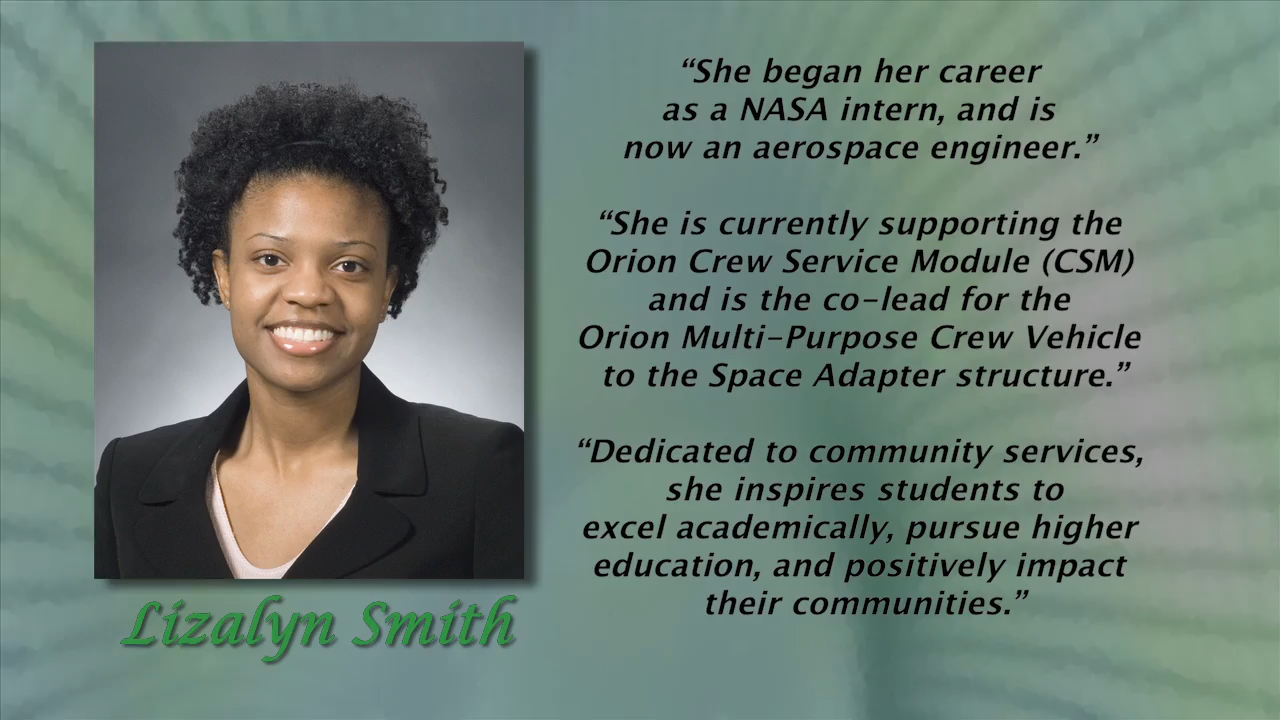 “She began her career
as a NASA intern, and is
now an aerospace engineer.”
“She is currently supporting the
Orion Crew Service Module (CSM)
and is the co-lead for the
Orion Multi-Purpose Crew Vehicle
to the Space Adapter structure.”
“Dedicated to community services,
she inspires students to
excel academically, pursue higher
education, and positively impact
their communities.”
Lizalyn Smith